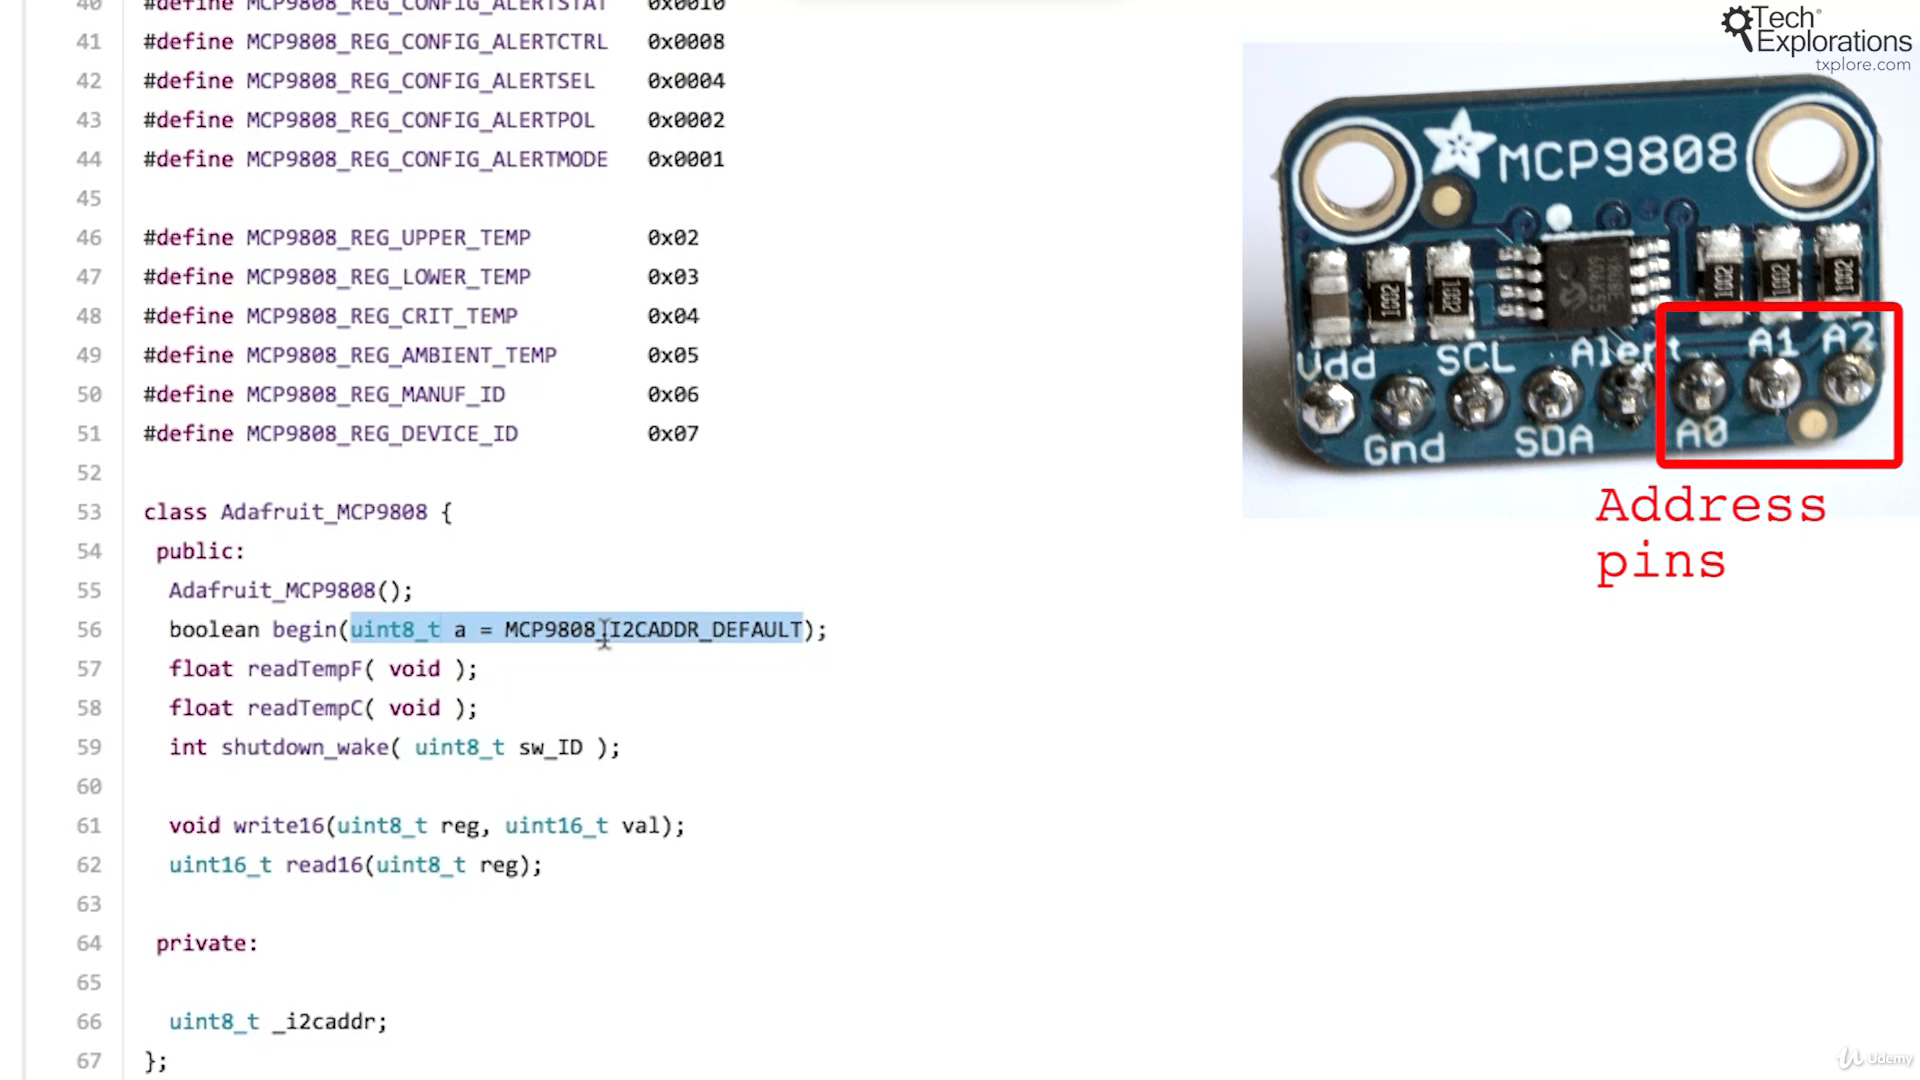 40 #define MCP9808_REG_CONFIG_ALERTSTAT 0x0010
41 #define MCP9808_REG_CONFIG_ALERTCTRL 0x0008
42 #define MCP9808_REG_CONFIG_ALERTSEL 0x0004
43 #define MCP9808_REG_CONFIG_ALERTPOL 0x0002
44 #define MCP9808_REG_CONFIG_ALERTMODE 0x0001
45
46 #define MCP9808_REG_UPPER_TEMP 0x02
47 #define MCP9808_REG_LOWER_TEMP 0x03
48 #define MCP9808_REG_CRIT_TEMP 0x04
49 #define MCP9808_REG_AMBIENT_TEMP 0x05
50 #define MCP9808_REG_MANUF_ID 0x06
51 #define MCP9808_REG_DEVICE_ID 0x07
52
53 class Adafruit_MCP9808 {
54 public:
55 Adafruit_MCP9808();
56 boolean begin(uint8_t a = MCP9808_I2CADDR_DEFAULT);
57 float readTempF( void );
58 float readTempC( void );
59 int shutdown_wake( uint8_t sw_ID );
60
61 void write16(uint8_t reg, uint16_t val);
62 uint16_t read16(uint8_t reg);
63
64 private:
65
66 uint8_t _i2caddr;
67 };
Tech
Explorations
txplore.com
MCP9808
1002 1002 1002 1002 1002
Vdd SCL Alert A1 A2
Gnd SDA A0
Address
pins
Udemy